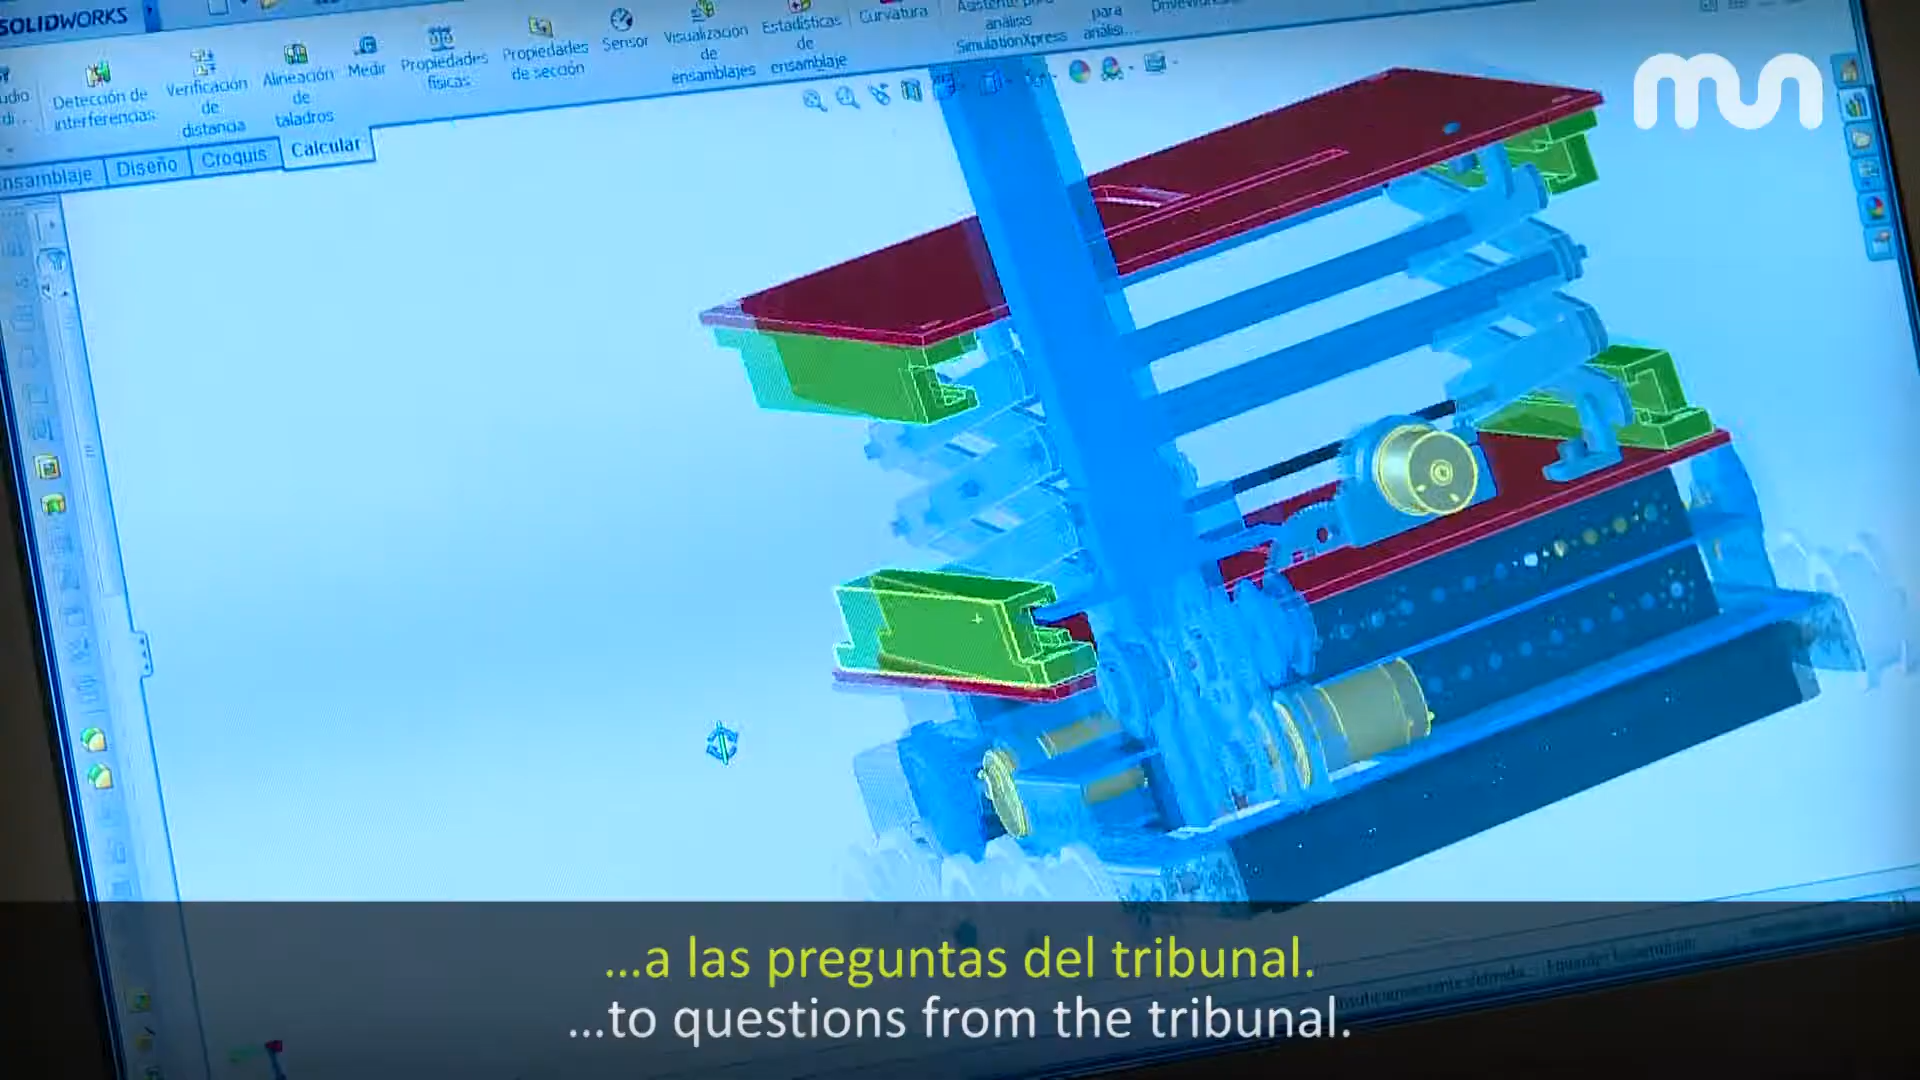 SOLIDWORKS
Detección de
interferencias
Verificación
de
distancia
Alineación
de
taladros
Medir
Propiedades
físicas
Propiedades
de sección
Sensor
Visualización
de
ensamblajes
Estadísticas
de
ensamblaje
Curvatura
análisis
SimulationXpress
para
Diseño
Croquis
Calcular
mun
...a las preguntas del tribunal.
...to questions from the tribunal.